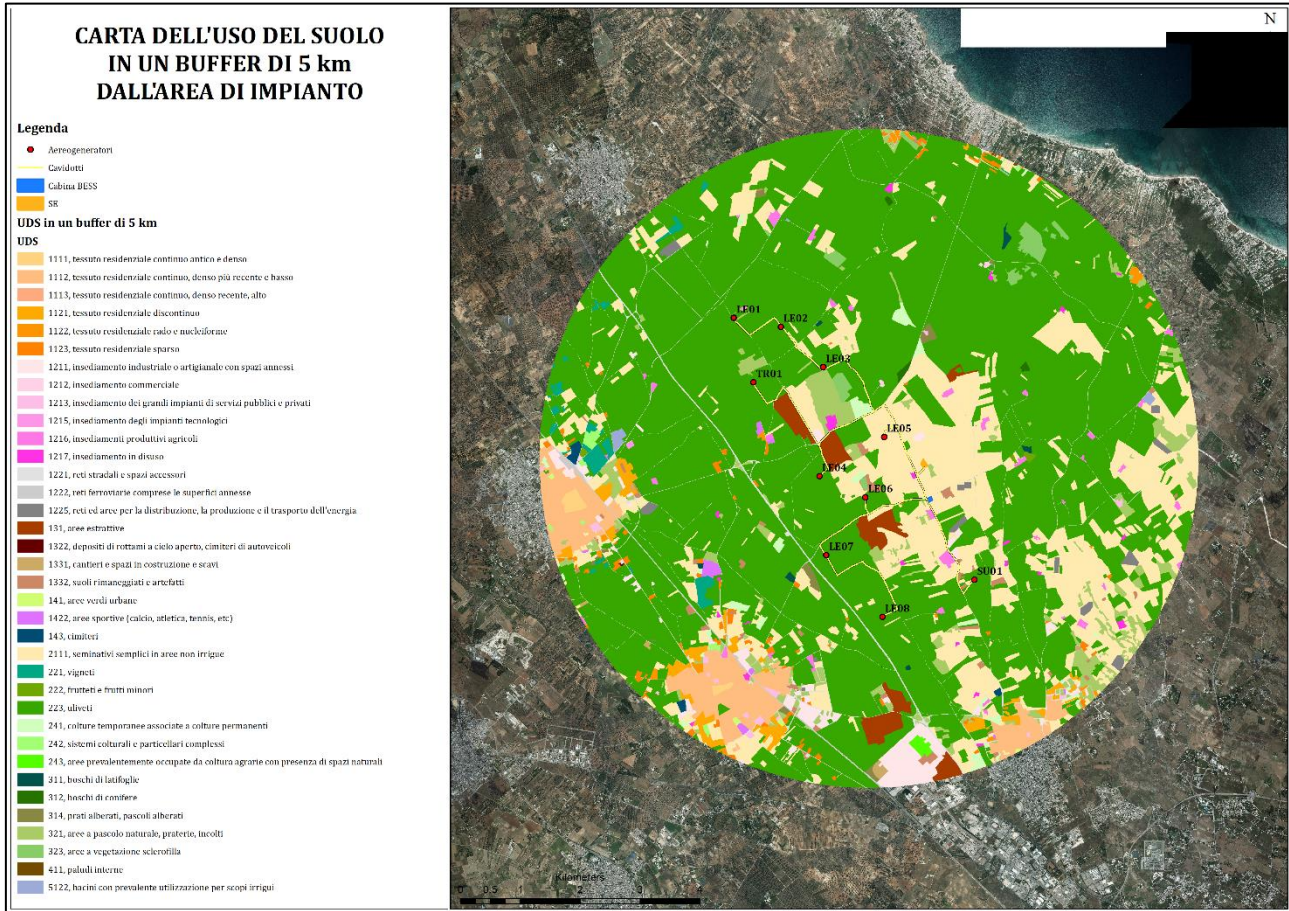 CARTA DELL'USO DEL SUOLO
IN UN BUFFER DI 5 km
DALL'AREA DI IMPIANTO
Legenda
Aereogeneratori
Cavidotti
Cabina BESS
SE
UDS in un buffer di 5 km
UDS
1111, tessuto residenziale continuo antico e denso
1112, tessuto residenziale continuo, denso più recente e basso
1113, tessuto residenziale continuo, denso recente, alto
1121, tessuto residenziale discontinuo
1122, tessuto residenziale rado e nucleiforme
1123, tessuto residenziale sparso
1211, insediamento industriale o artigianale con spazi annessi
1212, insediamento commerciale
1213, insediamento dei grandi impianti di servizi pubblici e privati
1215, insediamento degli impianti tecnologici
1216, insediamenti produttivi agricoli
1217, insediamento in disuso
1221, reti stradali e spazi accessori
1222, reti ferroviarie comprese le superfici annesse
1225, reti ed aree per la distribuzione, la produzione e il trasporto dell'energia
131, aree estrattive
1322, depositi di rottami a cielo aperto, cimiteri di autoveicoli
1331, cantieri e spazi in costruzione e scavi
1332, suoli rimaneggiati e artefatti
141, aree verdi urbane
1422, aree sportive (calcio, atletica, tennis, etc)
143, cimiteri
2111, seminativi semplici in aree non irrigue
221, vigneti
222, frutteti e frutti minori
223, uliveti
241, colture temporanee associate a colture permanenti
242, sistemi colturali e particellari complessi
243, aree prevalentemente occupate da coltura agrarie con presenza di spazi naturali
311, boschi di latifoglie
312, boschi di conifere
314, prati alberati, pascoli alberati
321, aree a pascolo naturale, praterie, incolti
323, aree a vegetazione sclerofilla
411, paludi interne
5122, bacini con prevalente utilizzazione per scopi irrigui
N
LE01
LE02
LE03
TR01
LE05
LE04
LE06
LE07
SU01
LE08
Kilometers
0 0.5 1 2 3 4